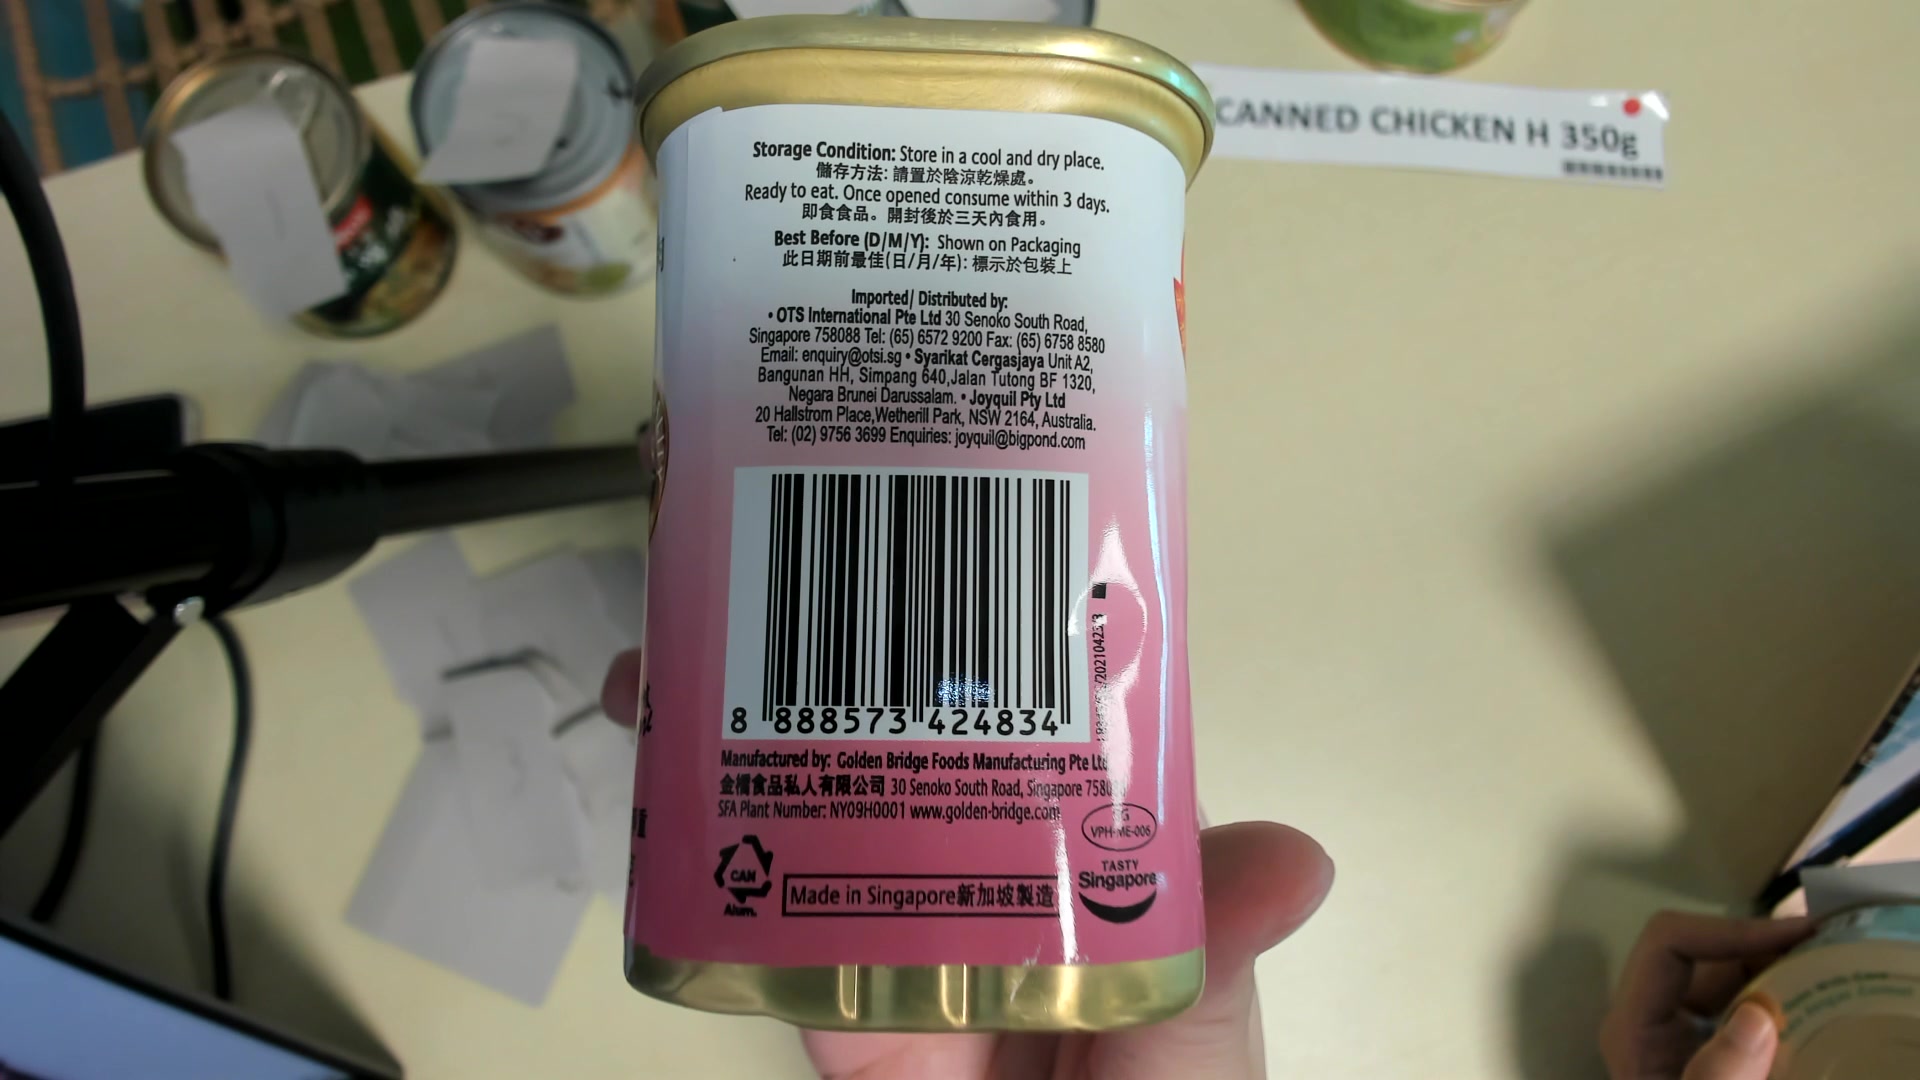 CANNED CHICKEN H 350g
Storage Condition: Store in a cool and dry place.
儲存方法: 請置於陰涼乾燥處。
Ready to eat. Once opened consume within 3 days.
即食食品。開封後於三天內食用。
Best Before (D/M/Y): Shown on Packaging
此日期前最佳(日/月/年): 標示於包裝上
Imported/ Distributed by:
• OTS International Pte Ltd 30 Senoko South Road,
Singapore 758088 Tel: (65) 6572 9200 Fax: (65) 6758 8580
Email: enquiry@otsi.sg • Syarikat Cergasjaya Unit A2,
Bangunan HH, Simpang 640,Jalan Tutong BF 1320,
Negara Brunei Darussalam. • Joyquil Pty Ltd
20 Hallstrom Place,Wetherill Park, NSW 2164, Australia.
Tel: (02) 9756 3699 Enquiries: joyquil@bigpond.com
8 888573 424834
Manufactured by: Golden Bridge Foods Manufacturing Pte Ltd
金橋食品私人有限公司 30 Senoko South Road, Singapore
SFA Plant Number: NY09H0001 www.golden-bridge.com
SG
VPH-ME-006
CAN
Alum.
Made in Singapore新加坡製造
TASTY
Singapore